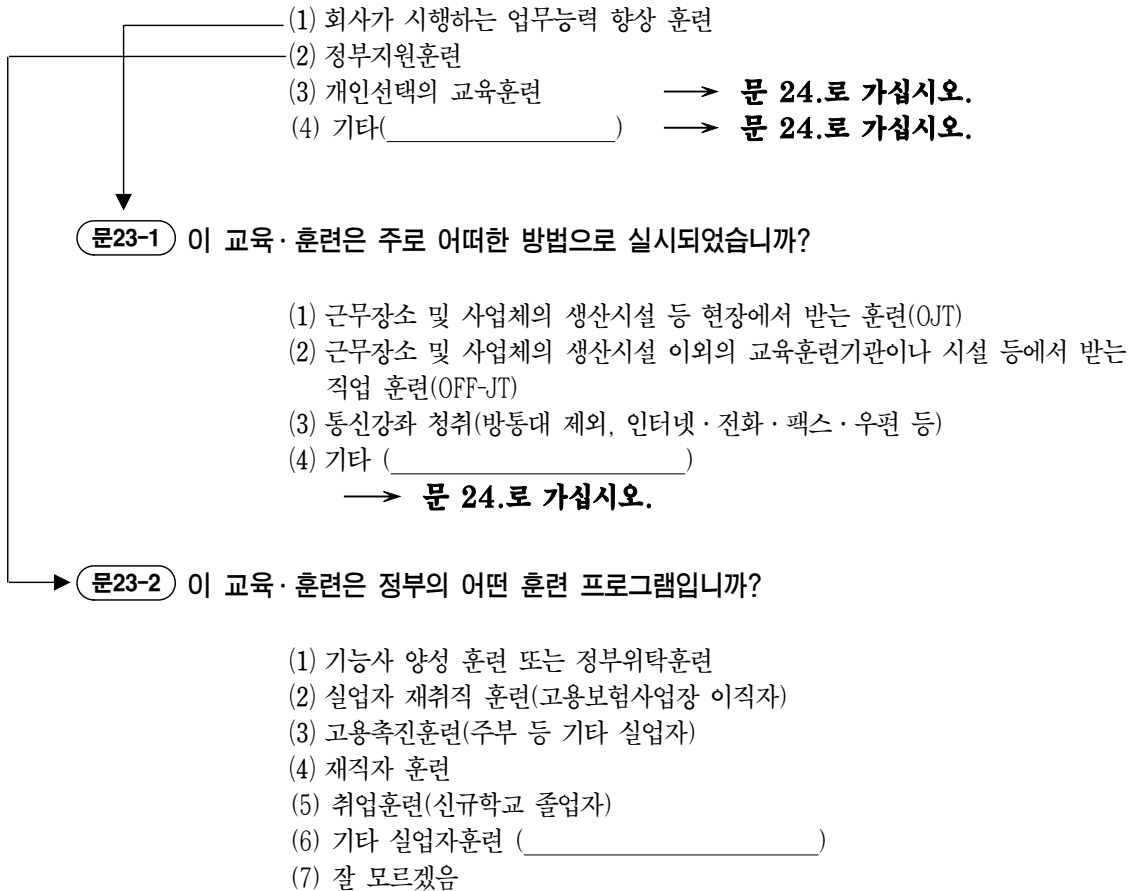 (1) 회사가 시행하는 업무능력 향상 훈련
(2) 정부지원훈련
(3) 개인선택의 교육훈련 → 문 24.로 가십시오.
(4) 기타( ) → 문 24.로 가십시오.
문23-1 이 교육·훈련은 주로 어떠한 방법으로 실시되었습니까?
(1) 근무장소 및 사업체의 생산시설 등 현장에서 받는 훈련(OJT)
(2) 근무장소 및 사업체의 생산시설 이외의 교육훈련기관이나 시설 등에서 받는
직업 훈련(OFF-JT)
(3) 통신강좌 청취(방통대 제외, 인터넷·전화·팩스·우편 등)
(4) 기타 ( )
→ 문 24.로 가십시오.
문23-2 이 교육·훈련은 정부의 어떤 훈련 프로그램입니까?
(1) 기능사 양성 훈련 또는 정부위탁훈련
(2) 실업자 재취직 훈련(고용보험사업장 이직자)
(3) 고용촉진훈련(주부 등 기타 실업자)
(4) 재직자 훈련
(5) 취업훈련(신규학교 졸업자)
(6) 기타 실업자훈련 ( )
(7) 잘 모르겠음